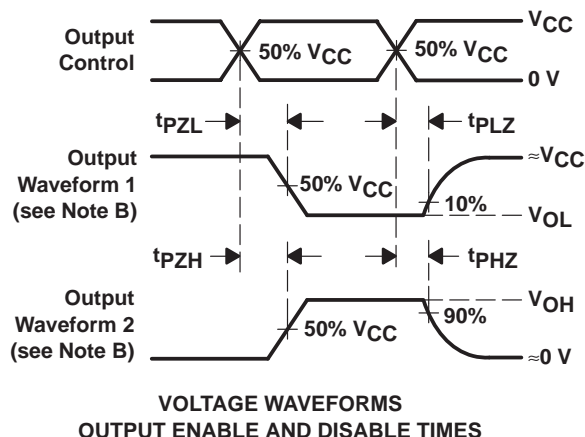 Output
Control
50% VCC
50% VCC
VCC
0 V
tPZL
tPLZ
Output
Waveform 1
(see Note B)
50% VCC
10%
≈VCC
VOL
tPZH
tPHZ
Output
Waveform 2
(see Note B)
50% VCC
90%
VOH
≈0 V
VOLTAGE WAVEFORMS
OUTPUT ENABLE AND DISABLE TIMES